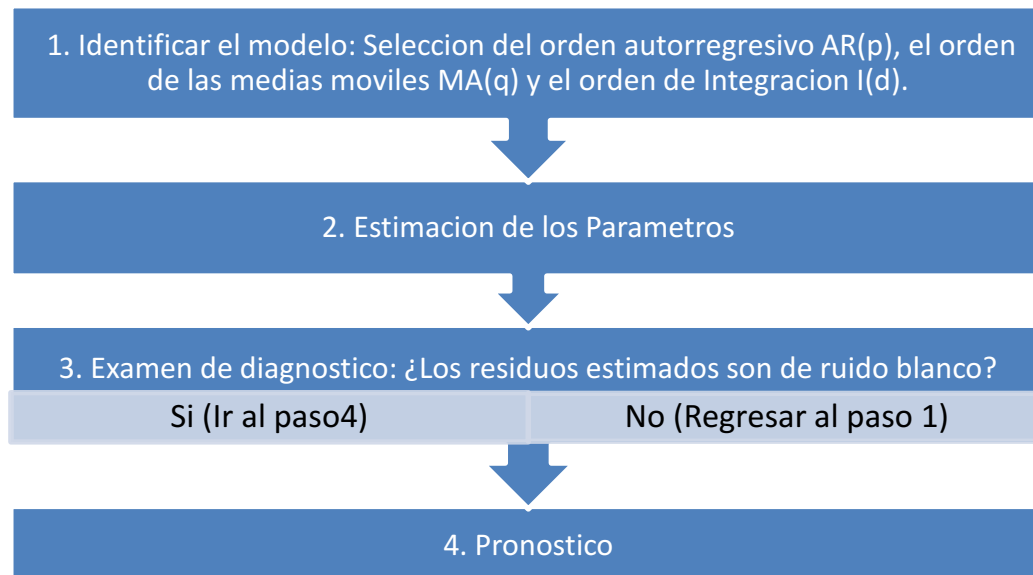 1. Identificar el modelo: Seleccion del orden autorregresivo AR(p), el orden
de las medias moviles MA(q) y el orden de Integracion I(d).
2. Estimacion de los Parametros
3. Examen de diagnostico: ¿Los residuos estimados son de ruido blanco?
Si (Ir al paso4)
No (Regresar al paso 1)
4. Pronostico